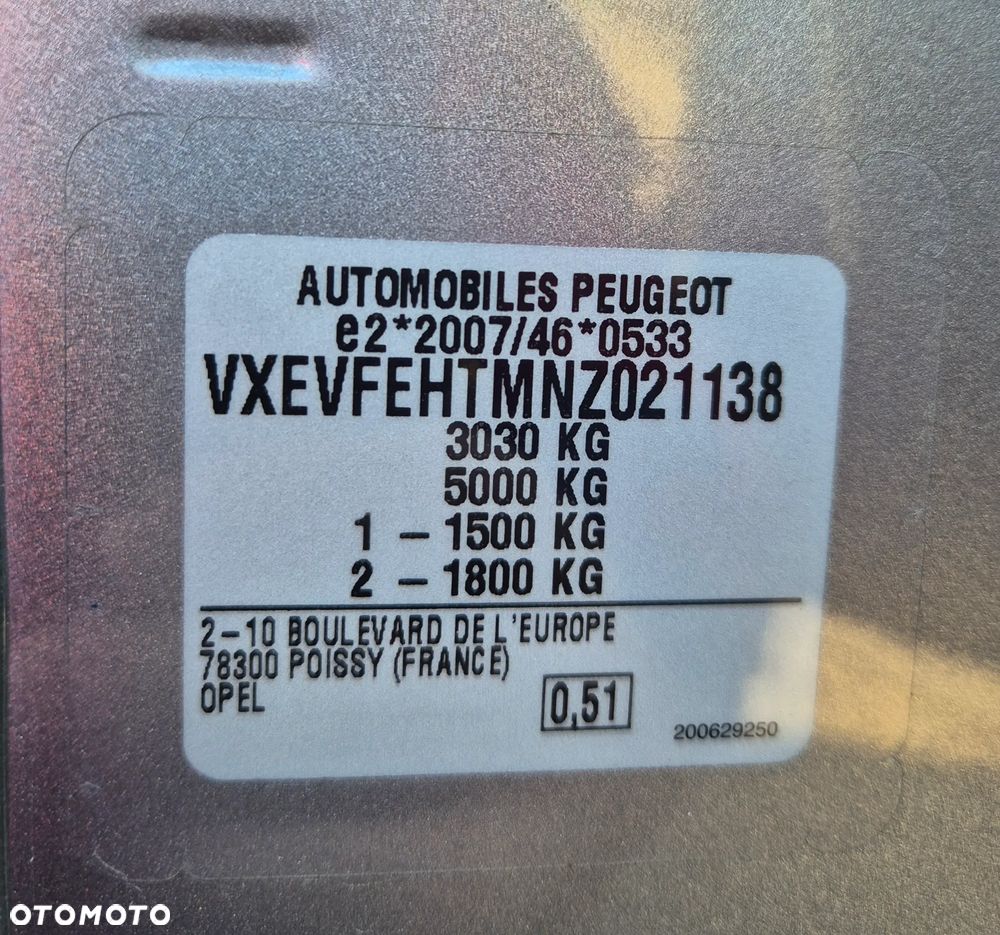 AUTOMOBILES PEUGEOT
e2*2007/46*0533
VXEVFEHTMNZ021138
3030 KG
5000 KG
1 - 1500 KG
2 - 1800 KG
2-10 BOULEVARD DE L'EUROPE
78300 POISSY (FRANCE)
OPEL
0,51
200629250
OTOMOTO